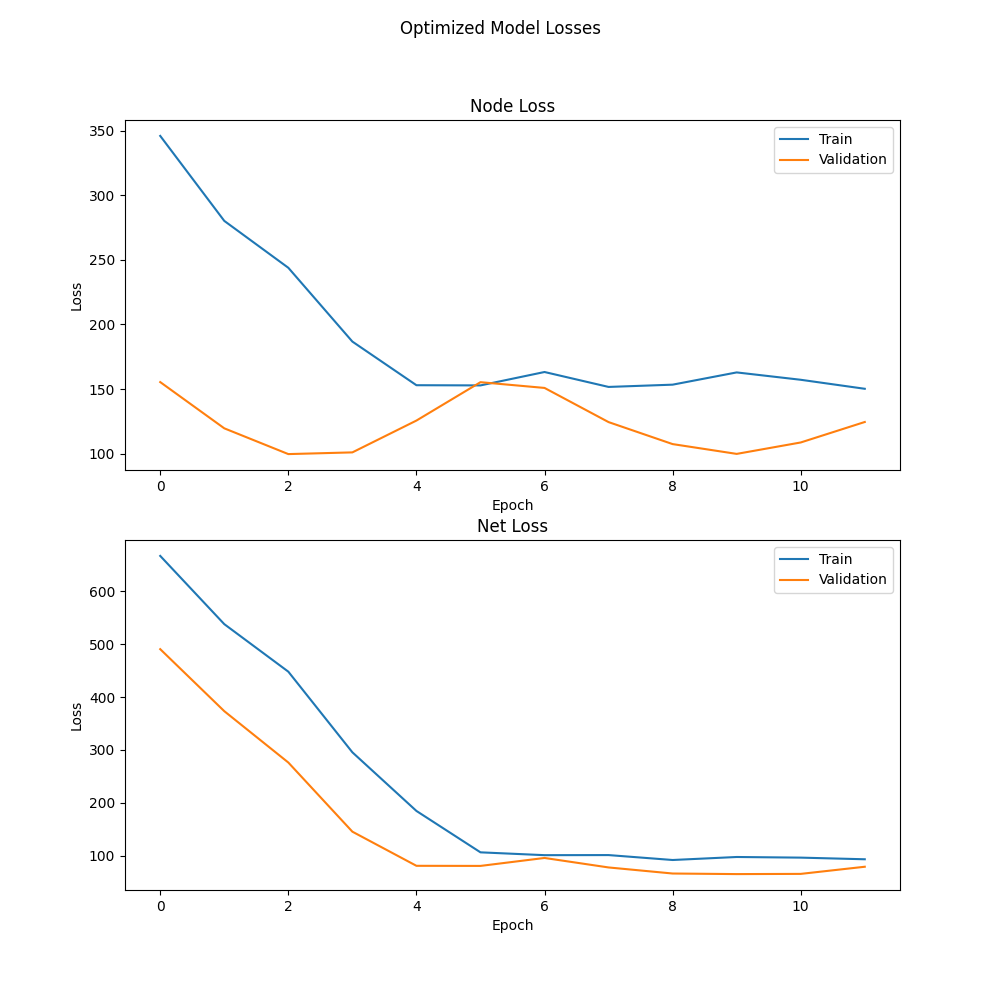 Optimized Model Losses
Node Loss
350
300
250
200
150
100
Loss
Train
Validation
0 2 4 6 8 10
Epoch
Net Loss
600
500
400
300
200
100
Loss
Train
Validation
0 2 4 6 8 10
Epoch